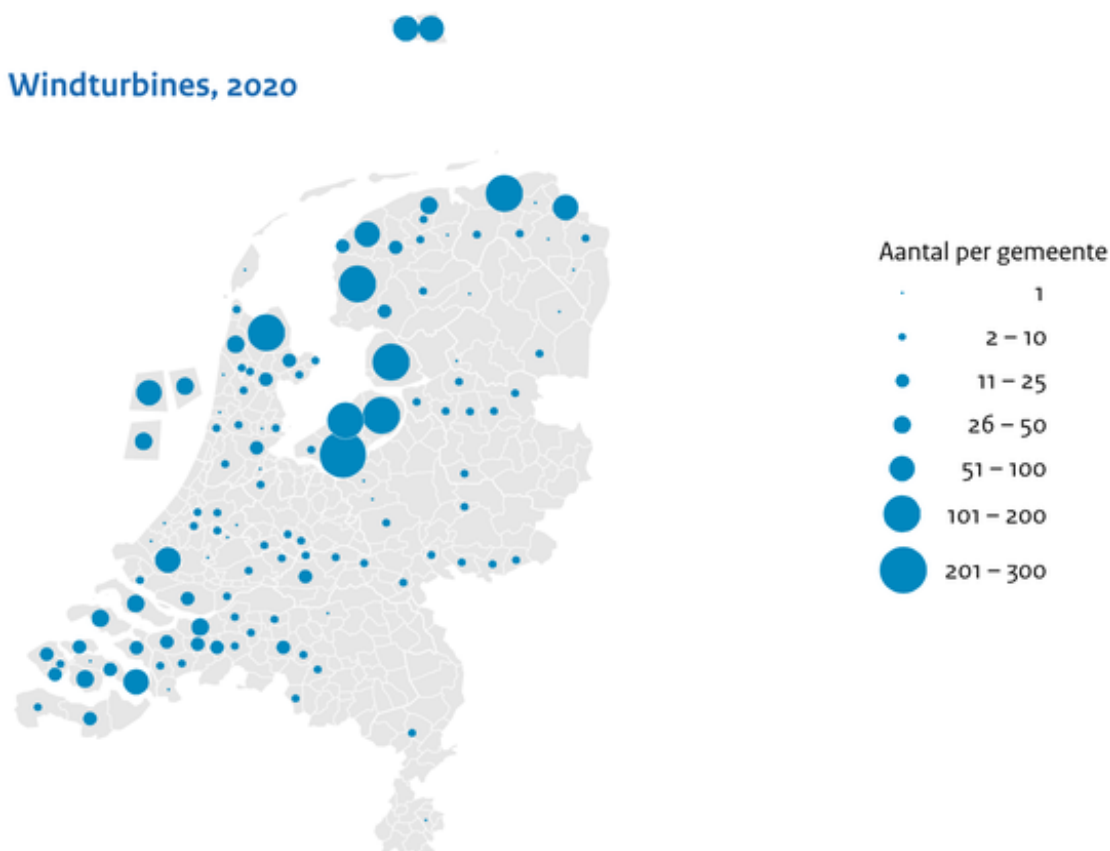 Windturbines, 2020
Aantal per gemeente
1
2 – 10
11 – 25
26 – 50
51 – 100
101 – 200
201 – 300